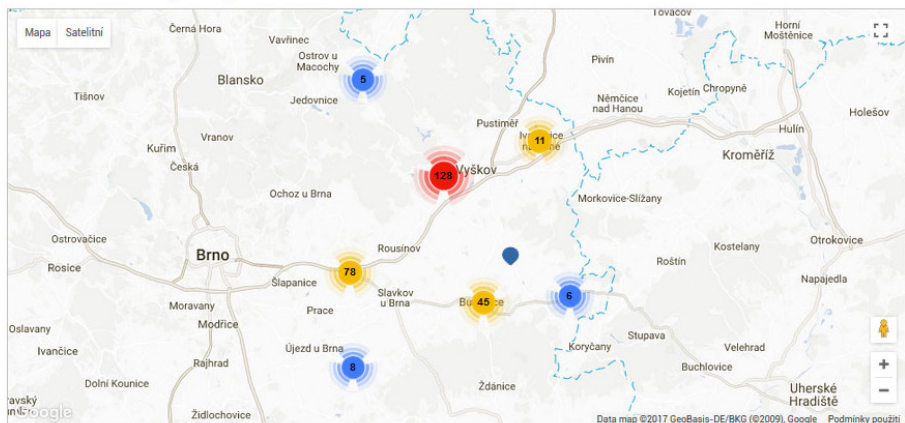 Mapa Satelitní
Černá Hora
Vavřinec
Tovačov
Horní
Moštěnice
Ostrov u
Macochy
Pivín
Blansko
5
Tišnov
Jedovnice
Němčice
nad Hanou
Kojetín
Chropyně
Holešov
Pustiměř
Vranov
11
Hulín
Kuřim
Česká
128
Vyškov
Kroměříž
Ochoz u Brna
Morkovice-Slížany
Ostrovačice
Brno
Rousínov
Kostelany
Otrokovice
Rosice
Šlapanice
78
Roštín
Napajedla
Moravany
Prace
Slavkov
u Brna
45
6
Modřice
Oslavany
Ivančice
Újezd u Brna
Stupava
Velehrad
Koryčany
Rajhrad
8
Buchlovice
Dolní Kounice
Ždánice
Uherské
Hradiště
Židlochovice
Google
Data map ©2017 GeoBasis-DE/BKG (©2009), Google Podmínky použití